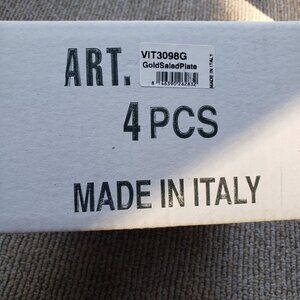 ART.
VIT3098G
GoldSaladPlate
MADE IN ITALY
4 PCS
MADE IN ITALY